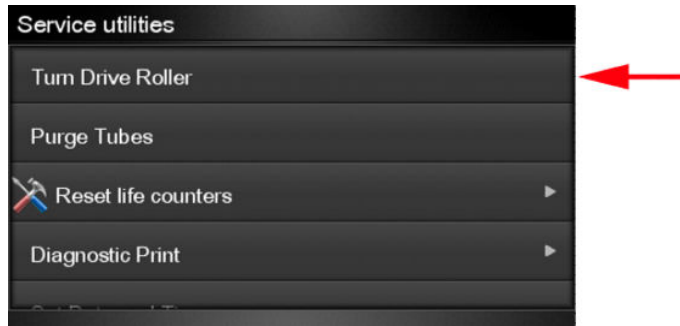 Service utilities
Turn Drive Roller
Purge Tubes
Reset life counters
Diagnostic Print